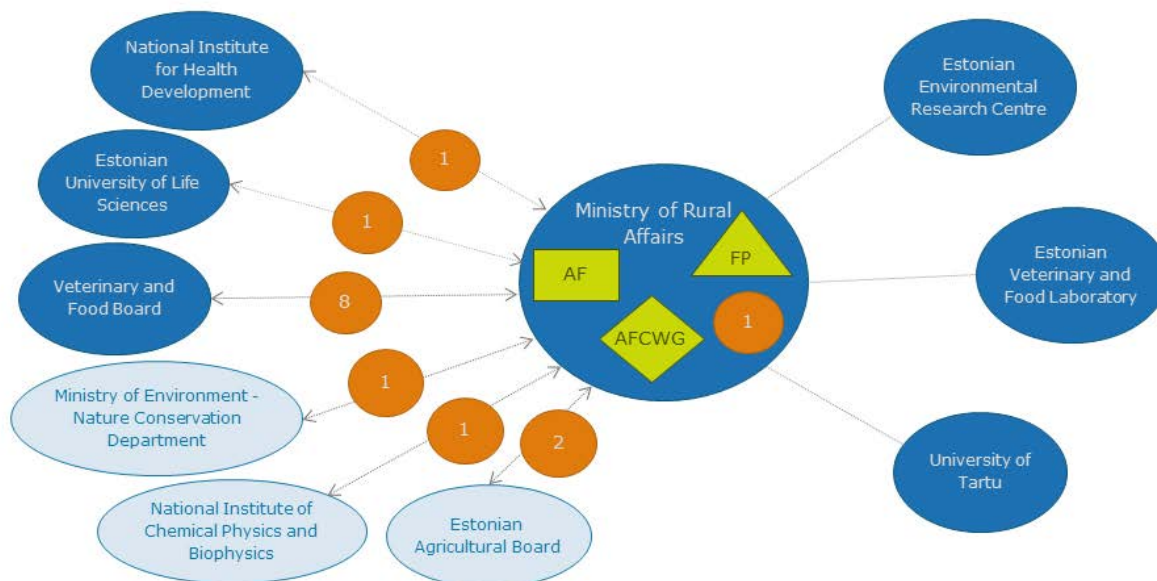 National Institute
for Health
Development
1
Estonian
University of Life
Sciences
1
Veterinary and
Food Board
8
Ministry of Environment -
Nature Conservation
Department
1
National Institute of
Chemical Physics and
Biophysics
1
Estonian
Agricultural Board
2
Ministry of Rural
Affairs
AF
FP
AFCWG
1
Estonian
Environmental
Research Centre
Estonian
Veterinary and
Food Laboratory
University of
Tartu